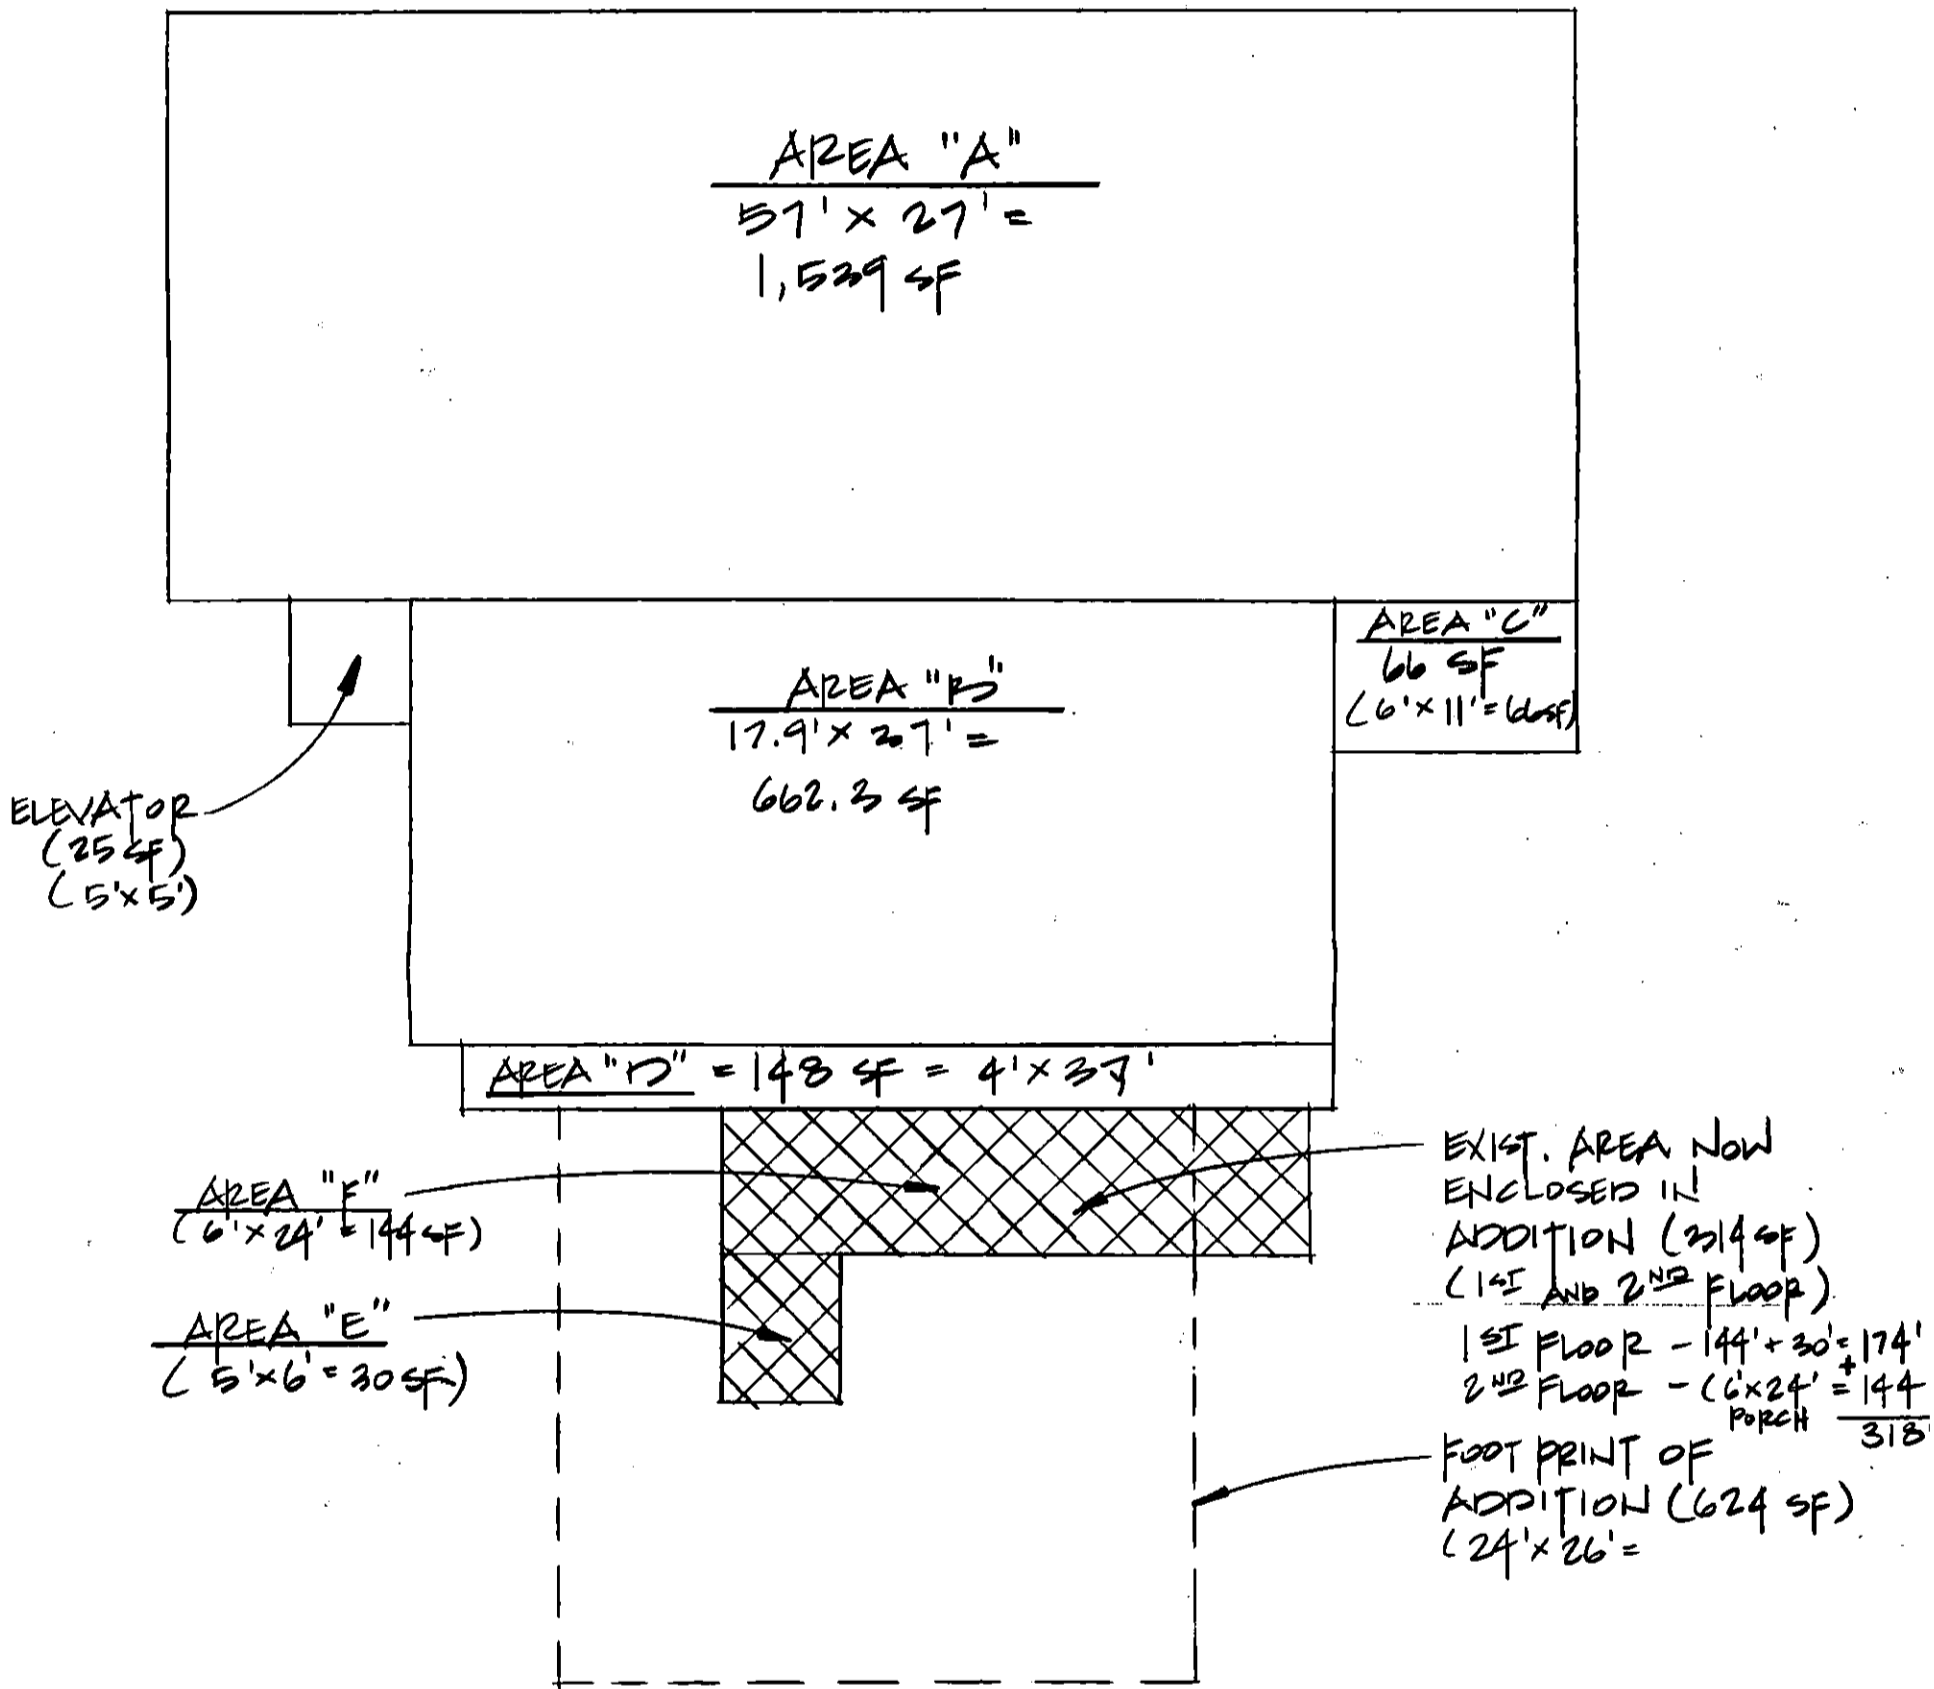 AREA "A"
57' x 27' =
1,539 SF
AREA "C"
66 SF
(6' x 11' = 66 SF)
AREA "B"
17.9' x 37' =
662.3 SF
ELEVATOR
(25 SF)
(5' x 5')
AREA "D" = 148 SF = 4' x 37'
AREA "F"
(6' x 24' = 144 SF)
AREA "E"
(5' x 6' = 30 SF)
EXIST. AREA NOW
ENCLOSED IN
ADDITION (314 SF)
(1ST AND 2ND FLOOR)
1ST FLOOR - 144' + 30' = 174'
2ND FLOOR - (6' x 24' = + 144
PORCH 318
FOOT PRINT OF
ADDITION (624 SF)
(24' x 26' =